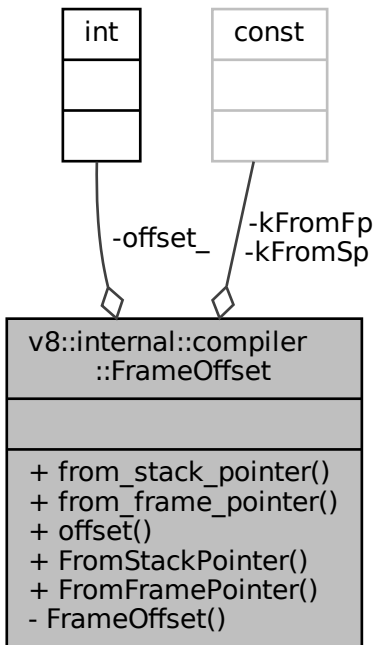 int
const
-offset_
-kFromFp
-kFromSp
v8::internal::compiler
::FrameOffset
+ from_stack_pointer()
+ from_frame_pointer()
+ offset()
+ FromStackPointer()
+ FromFramePointer()
- FrameOffset()